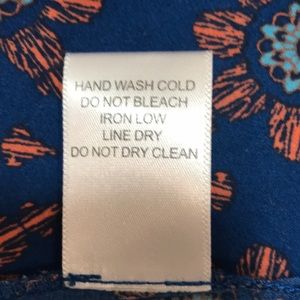 HAND WASH COLD
DO NOT BLEACH
IRON LOW
LINE DRY
DO NOT DRY CLEAN